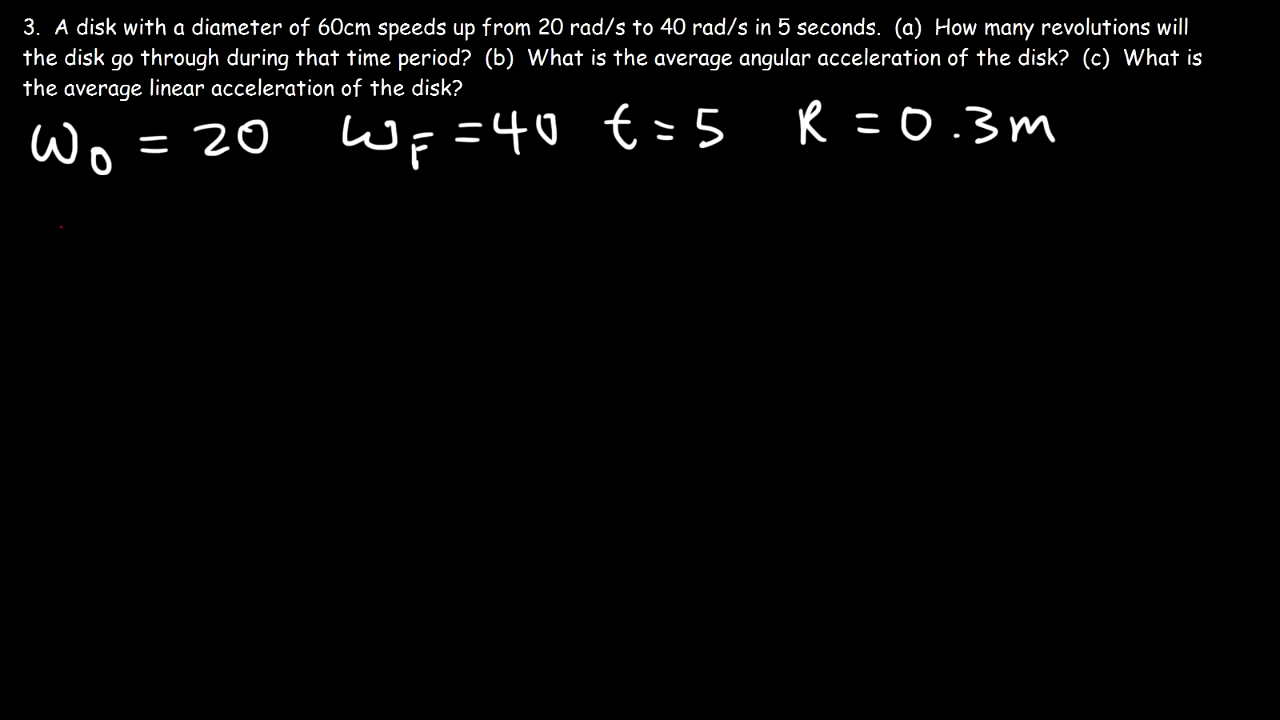 3. A disk with a diameter of 60cm speeds up from 20 rad/s to 40 rad/s in 5 seconds. (a) How many revolutions will
the disk go through during that time period? (b) What is the average angular acceleration of the disk? (c) What is
the average linear acceleration of the disk?
ω₀ = 20 ω_F = 40 t = 5 R = 0.3m